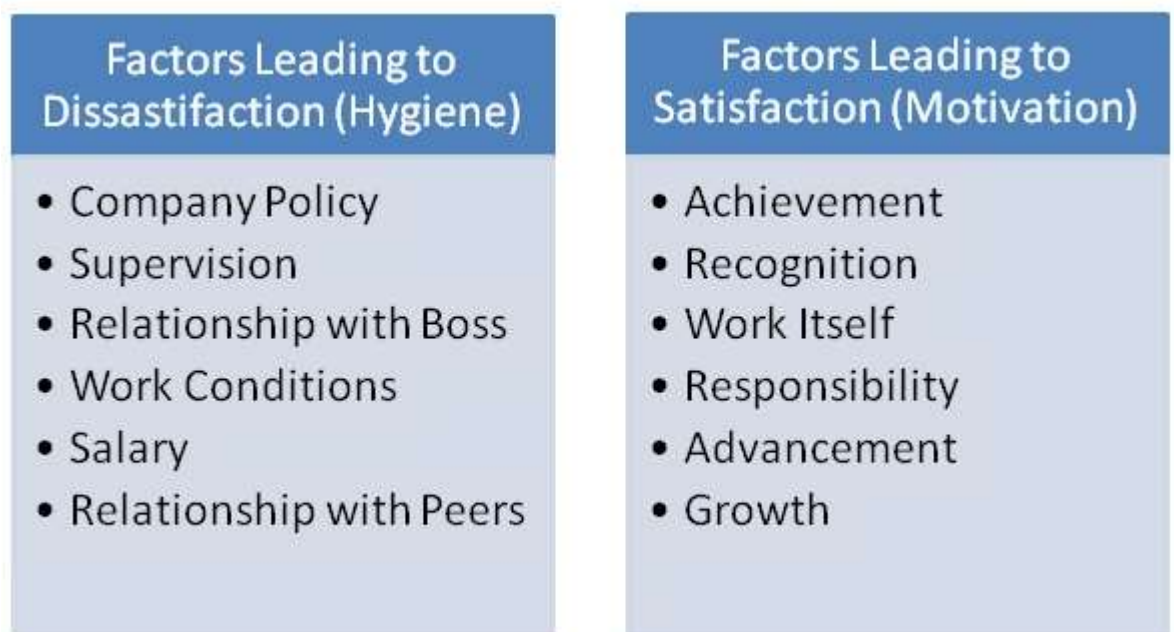 Factors Leading to
Dissastifaction (Hygiene)
• Company Policy
• Supervision
• Relationship with Boss
• Work Conditions
• Salary
• Relationship with Peers
Factors Leading to
Satisfaction (Motivation)
• Achievement
• Recognition
• Work Itself
• Responsibility
• Advancement
• Growth